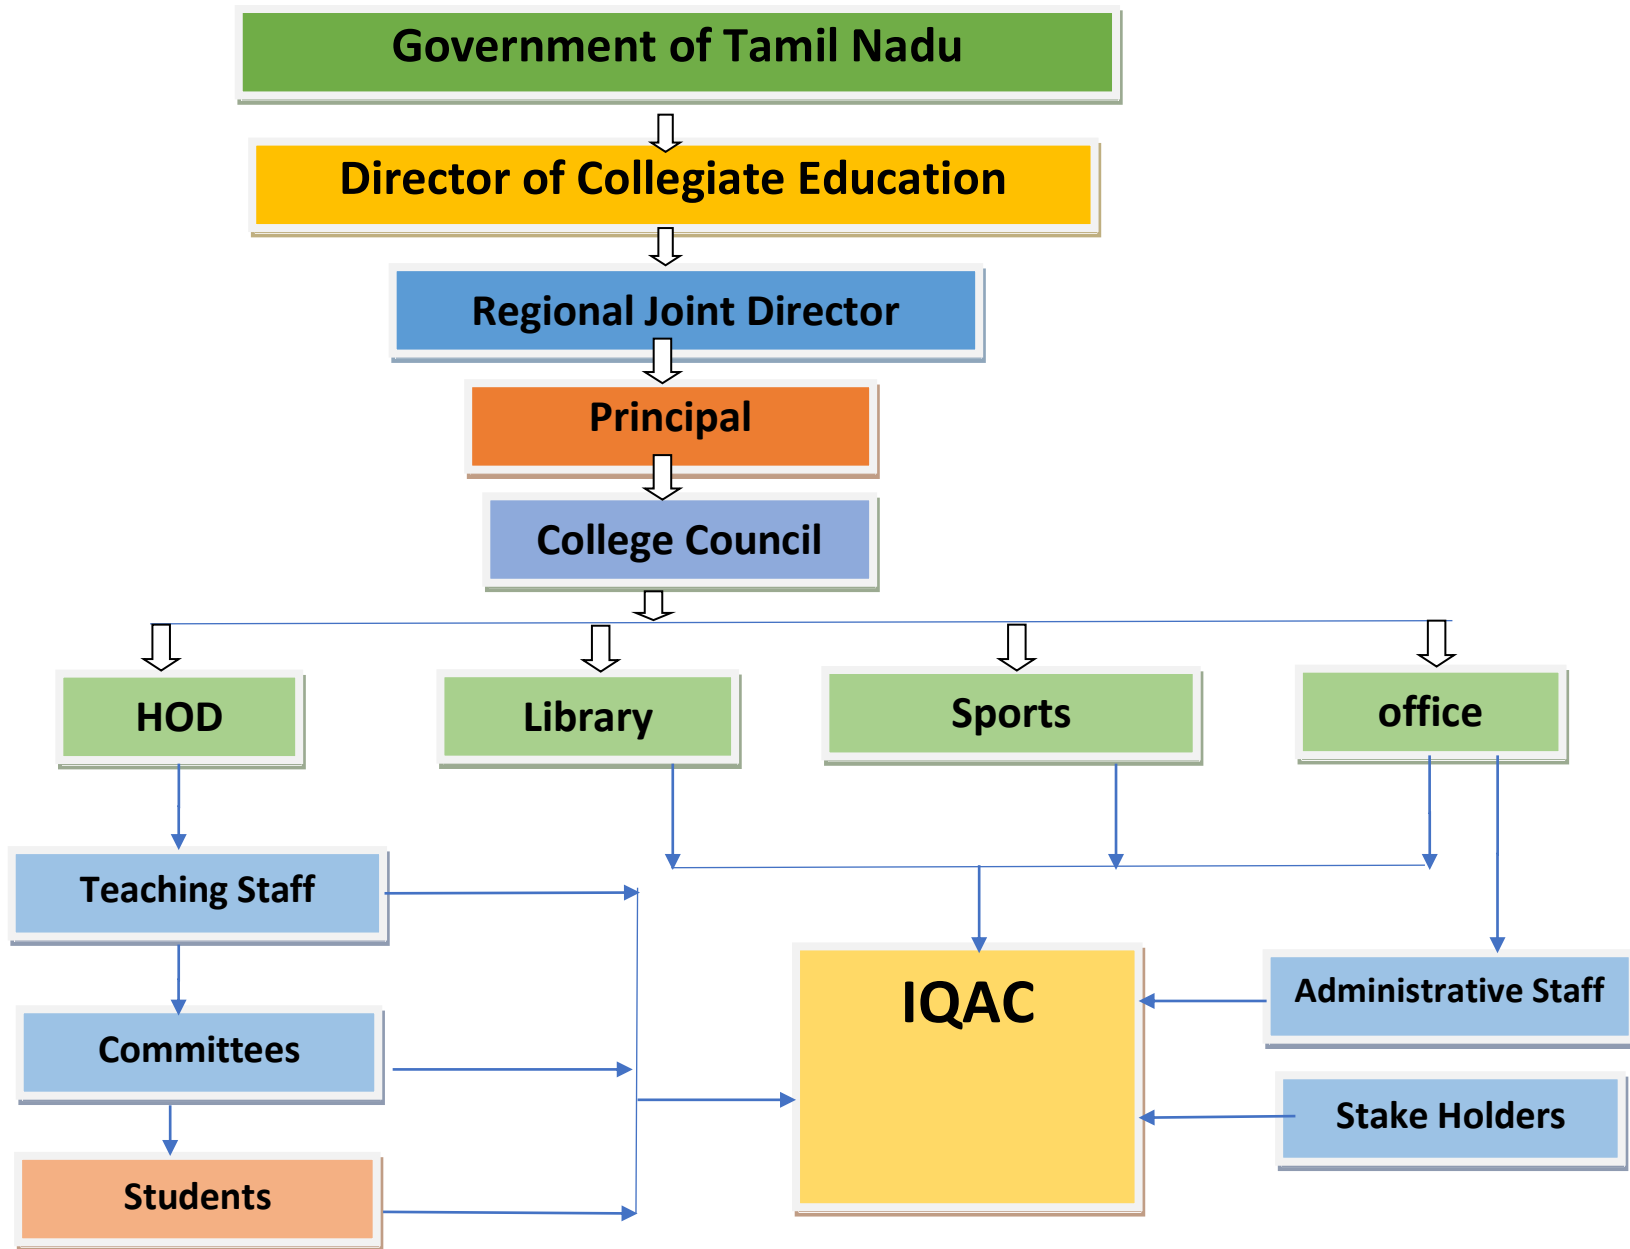 Government of Tamil Nadu
Director of Collegiate Education
Regional Joint Director
Principal
College Council
HOD
Library
Sports
office
Teaching Staff
IQAC
Administrative Staff
Committees
Stake Holders
Students